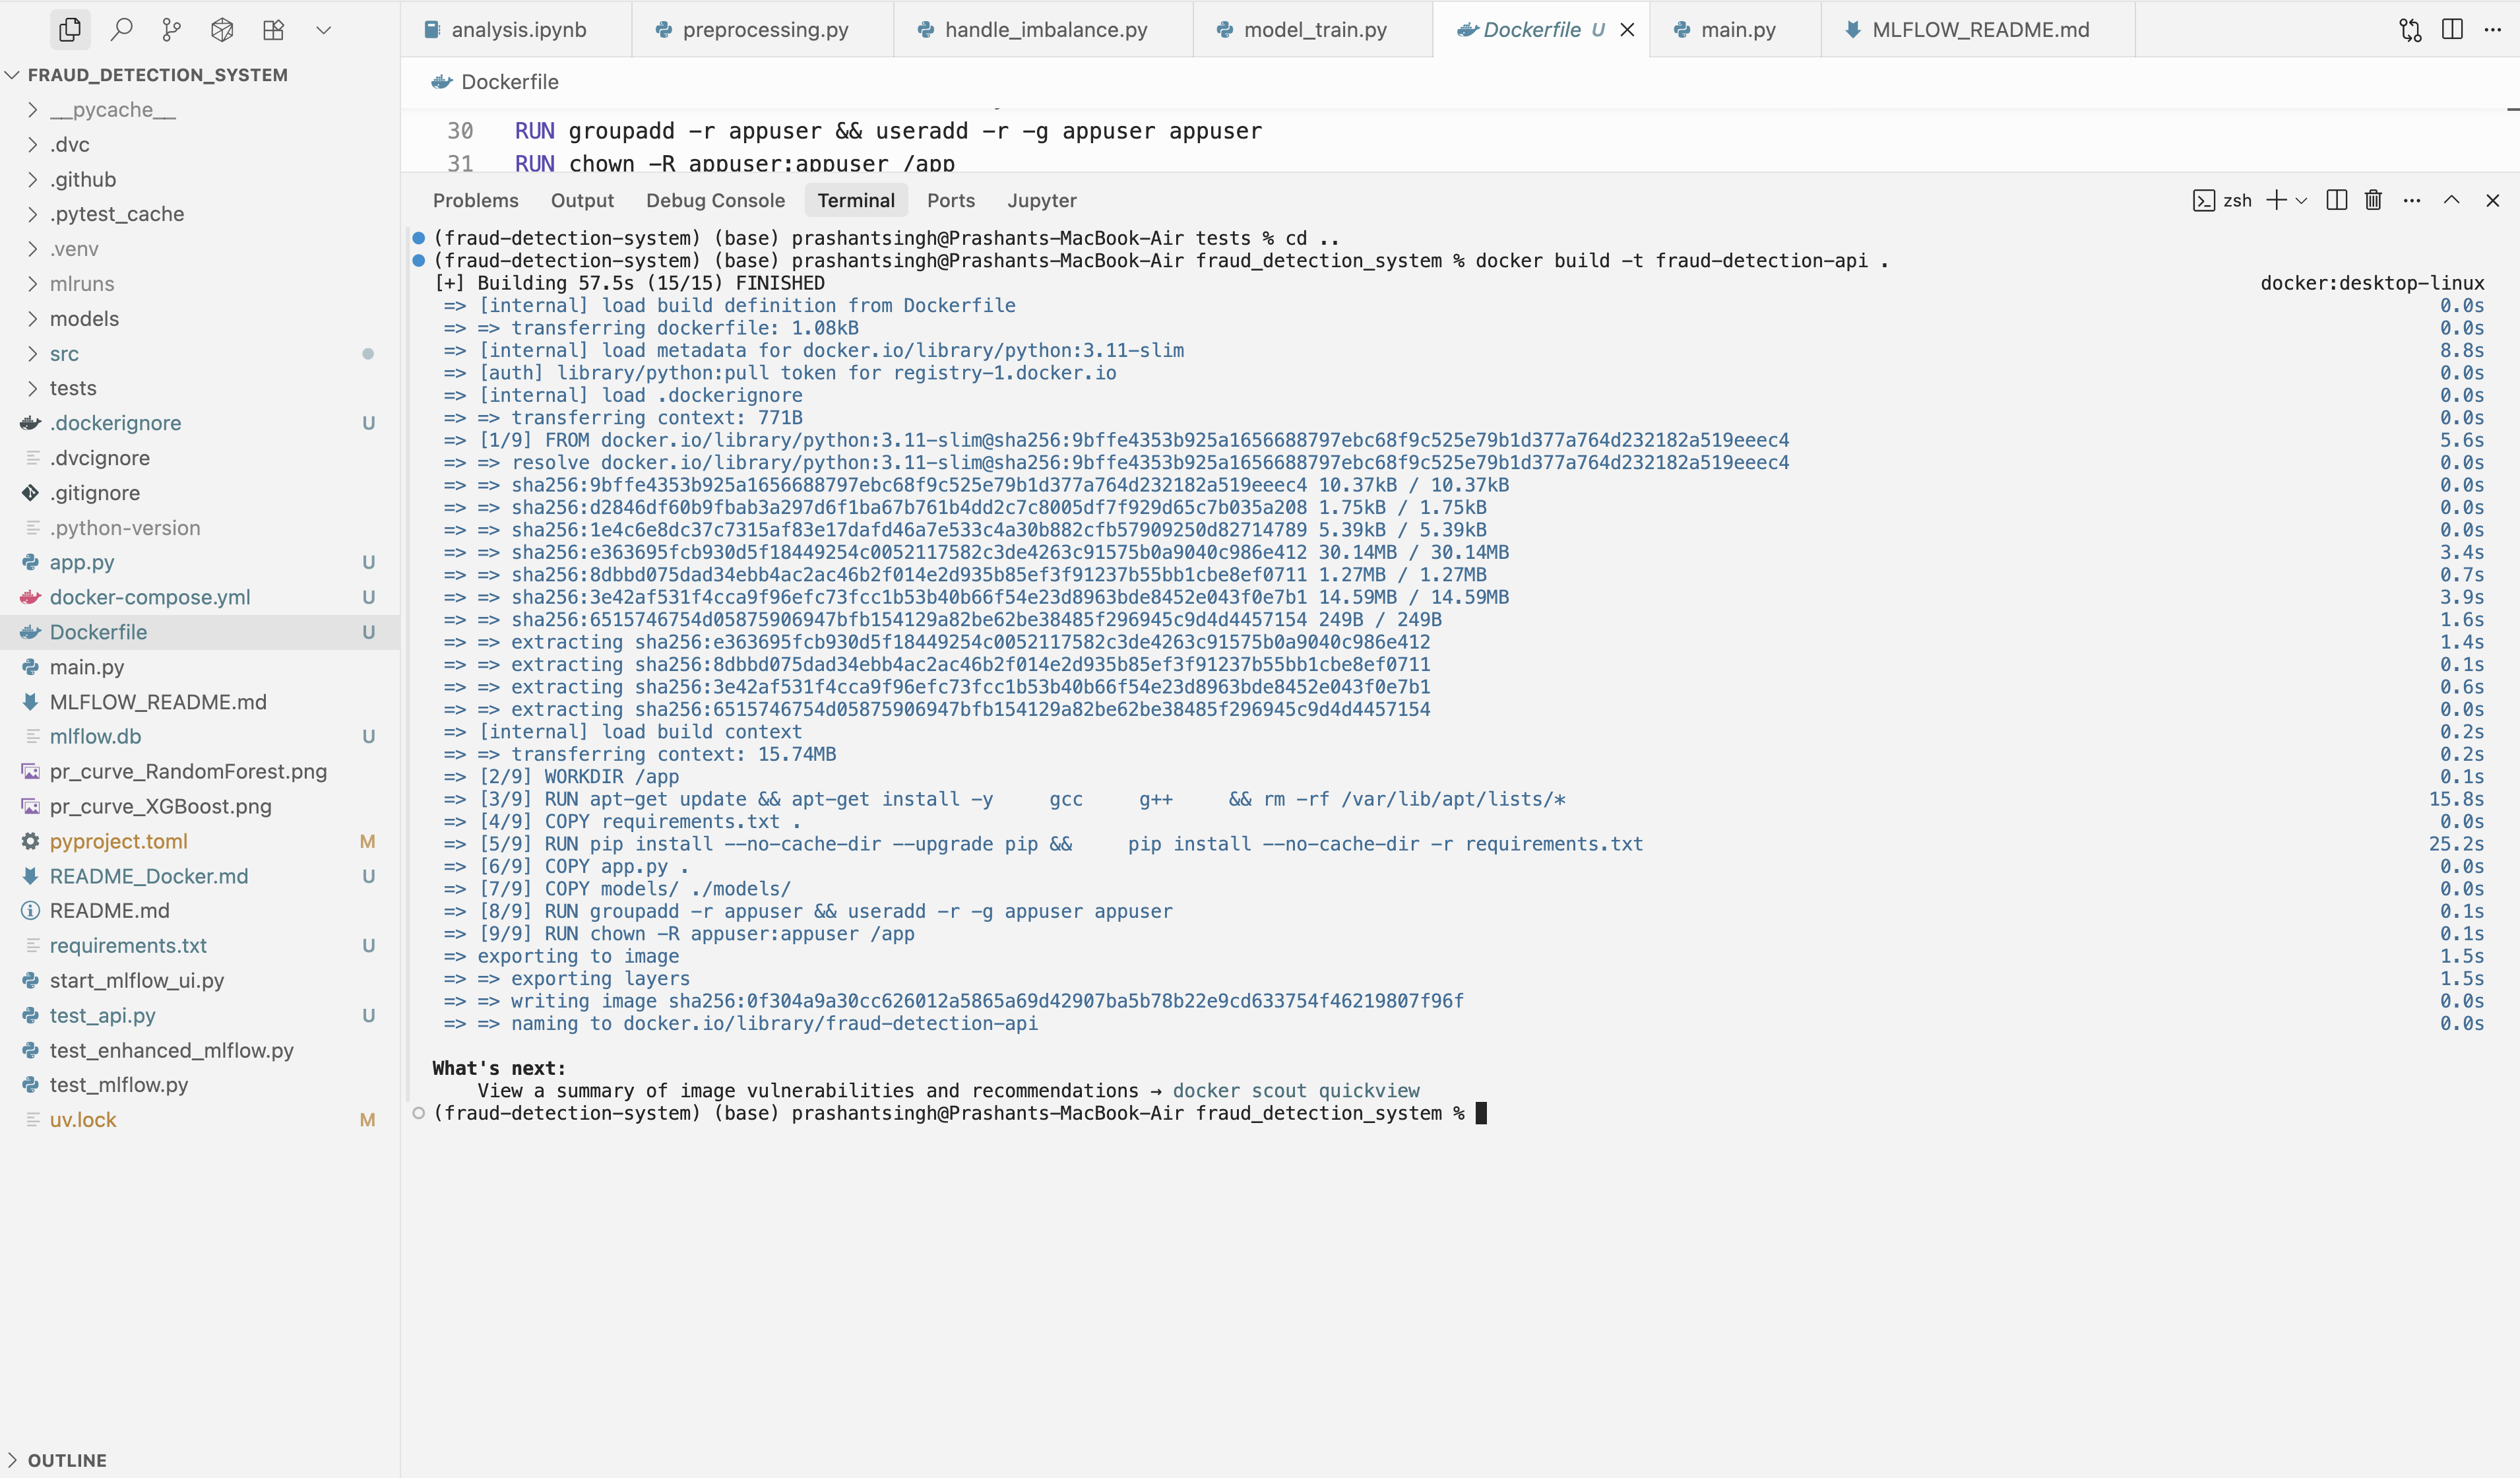 analysis.ipynb
preprocessing.py
handle_imbalance.py
model_train.py
Dockerfile U
main.py
MLFLOW_README.md
FRAUD_DETECTION_SYSTEM
__pycache__
.dvc
.github
.pytest_cache
.venv
mlruns
models
src
tests
.dockerignore U
.dvcignore
.gitignore
.python-version
app.py U
docker-compose.yml U
Dockerfile U
main.py
MLFLOW_README.md
mlflow.db U
pr_curve_RandomForest.png
pr_curve_XGBoost.png
pyproject.toml M
README_Docker.md U
README.md
requirements.txt U
start_mlflow_ui.py
test_api.py U
test_enhanced_mlflow.py
test_mlflow.py
uv.lock M
OUTLINE
Dockerfile
30 RUN groupadd -r appuser && useradd -r -g appuser appuser
31 RUN chown -R appuser:appuser /app
Problems Output Debug Console Terminal Ports Jupyter
zsh
(fraud-detection-system) (base) prashantsingh@Prashants-MacBook-Air tests % cd ..
(fraud-detection-system) (base) prashantsingh@Prashants-MacBook-Air fraud_detection_system % docker build -t fraud-detection-api .
[+] Building 57.5s (15/15) FINISHED docker:desktop-linux
=> [internal] load build definition from Dockerfile 0.0s
=> => transferring dockerfile: 1.08kB 0.0s
=> [internal] load metadata for docker.io/library/python:3.11-slim 8.8s
=> [auth] library/python:pull token for registry-1.docker.io 0.0s
=> [internal] load .dockerignore 0.0s
=> => transferring context: 771B 0.0s
=> [1/9] FROM docker.io/library/python:3.11-slim@sha256:9bffe4353b925a1656688797ebc68f9c525e79b1d377a764d232182a519eeec4 5.6s
=> => resolve docker.io/library/python:3.11-slim@sha256:9bffe4353b925a1656688797ebc68f9c525e79b1d377a764d232182a519eeec4 0.0s
=> => sha256:9bffe4353b925a1656688797ebc68f9c525e79b1d377a764d232182a519eeec4 10.37kB / 10.37kB 0.0s
=> => sha256:d2846df60b9fbab3a297d6f1ba67b761b4dd2c7c8005df7f929d65c7b035a208 1.75kB / 1.75kB 0.0s
=> => sha256:1e4c6e8dc37c7315af83e17dafd46a7e533c4a30b882cfb57909250d82714789 5.39kB / 5.39kB 0.0s
=> => sha256:e363695fcb930d5f18449254c0052117582c3de4263c91575b0a9040c986e412 30.14MB / 30.14MB 3.4s
=> => sha256:8dbbd075dad34ebb4ac2ac46b2f014e2d935b85ef3f91237b55bb1cbe8ef0711 1.27MB / 1.27MB 0.7s
=> => sha256:3e42af531f4cca9f96efc73fcc1b53b40b66f54e23d8963bde8452e043f0e7b1 14.59MB / 14.59MB 3.9s
=> => sha256:6515746754d05875906947bfb154129a82be62be38485f296945c9d4d4457154 249B / 249B 1.6s
=> => extracting sha256:e363695fcb930d5f18449254c0052117582c3de4263c91575b0a9040c986e412 1.4s
=> => extracting sha256:8dbbd075dad34ebb4ac2ac46b2f014e2d935b85ef3f91237b55bb1cbe8ef0711 0.1s
=> => extracting sha256:3e42af531f4cca9f96efc73fcc1b53b40b66f54e23d8963bde8452e043f0e7b1 0.6s
=> => extracting sha256:6515746754d05875906947bfb154129a82be62be38485f296945c9d4d4457154 0.0s
=> [internal] load build context 0.2s
=> => transferring context: 15.74MB 0.2s
=> [2/9] WORKDIR /app 0.1s
=> [3/9] RUN apt-get update && apt-get install -y     gcc     g++     && rm -rf /var/lib/apt/lists/* 15.8s
=> [4/9] COPY requirements.txt . 0.0s
=> [5/9] RUN pip install --no-cache-dir --upgrade pip &&     pip install --no-cache-dir -r requirements.txt 25.2s
=> [6/9] COPY app.py . 0.0s
=> [7/9] COPY models/ ./models/ 0.0s
=> [8/9] RUN groupadd -r appuser && useradd -r -g appuser appuser 0.1s
=> [9/9] RUN chown -R appuser:appuser /app 0.1s
=> exporting to image 1.5s
=> => exporting layers 1.5s
=> => writing image sha256:0f304a9a30cc626012a5865a69d42907ba5b78b22e9cd633754f46219807f96f 0.0s
=> => naming to docker.io/library/fraud-detection-api 0.0s
What's next:
View a summary of image vulnerabilities and recommendations → docker scout quickview
(fraud-detection-system) (base) prashantsingh@Prashants-MacBook-Air fraud_detection_system %